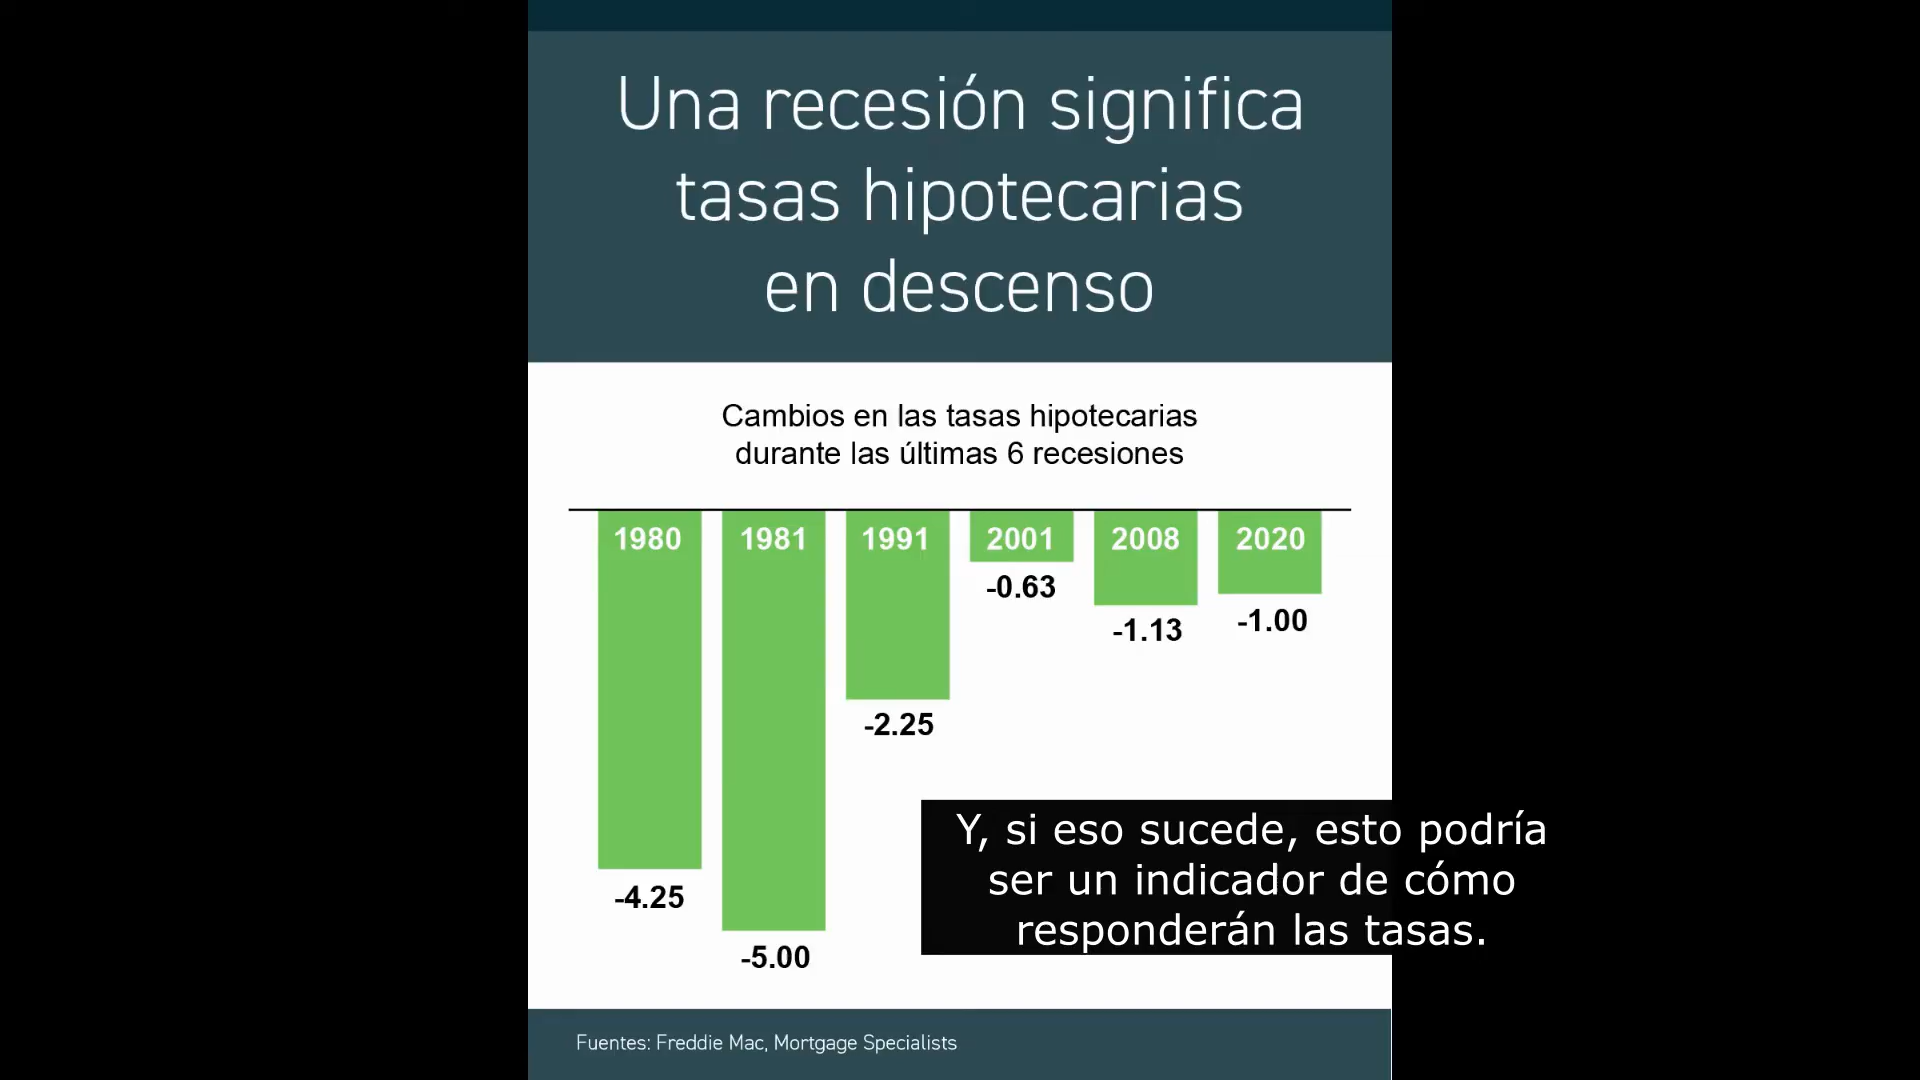 Una recesión significa
tasas hipotecarias
en descenso
Cambios en las tasas hipotecarias
durante las últimas 6 recesiones
1980 1981 1991 2001 2008 2020
-0.63
-1.00
-1.13
-2.25
-4.25
-5.00
Y, si eso sucede, esto podría
ser un indicador de cómo
responderán las tasas.
Fuentes: Freddie Mac, Mortgage Specialists